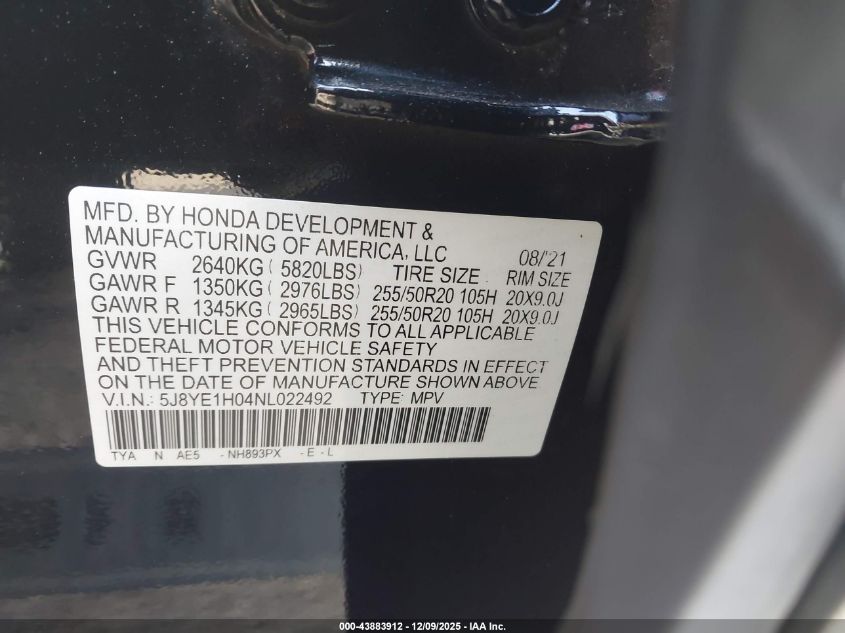 MFD. BY HONDA DEVELOPMENT &
MANUFACTURING OF AMERICA, LLC 08/'21
GVWR 2640KG ( 5820LBS) TIRE SIZE RIM SIZE
GAWR F 1350KG ( 2976LBS) 255/50R20 105H 20X9.0J
GAWR R 1345KG ( 2965LBS) 255/50R20 105H 20X9.0J
THIS VEHICLE CONFORMS TO ALL APPLICABLE
FEDERAL MOTOR VEHICLE SAFETY
AND THEFT PREVENTION STANDARDS IN EFFECT
ON THE DATE OF MANUFACTURE SHOWN ABOVE
V.I.N.: 5J8YE1H04NL022492 TYPE: MPV
TYA N AE5 - NH893PX - E - L
000-43883912 - 12/09/2025 - IAA Inc.